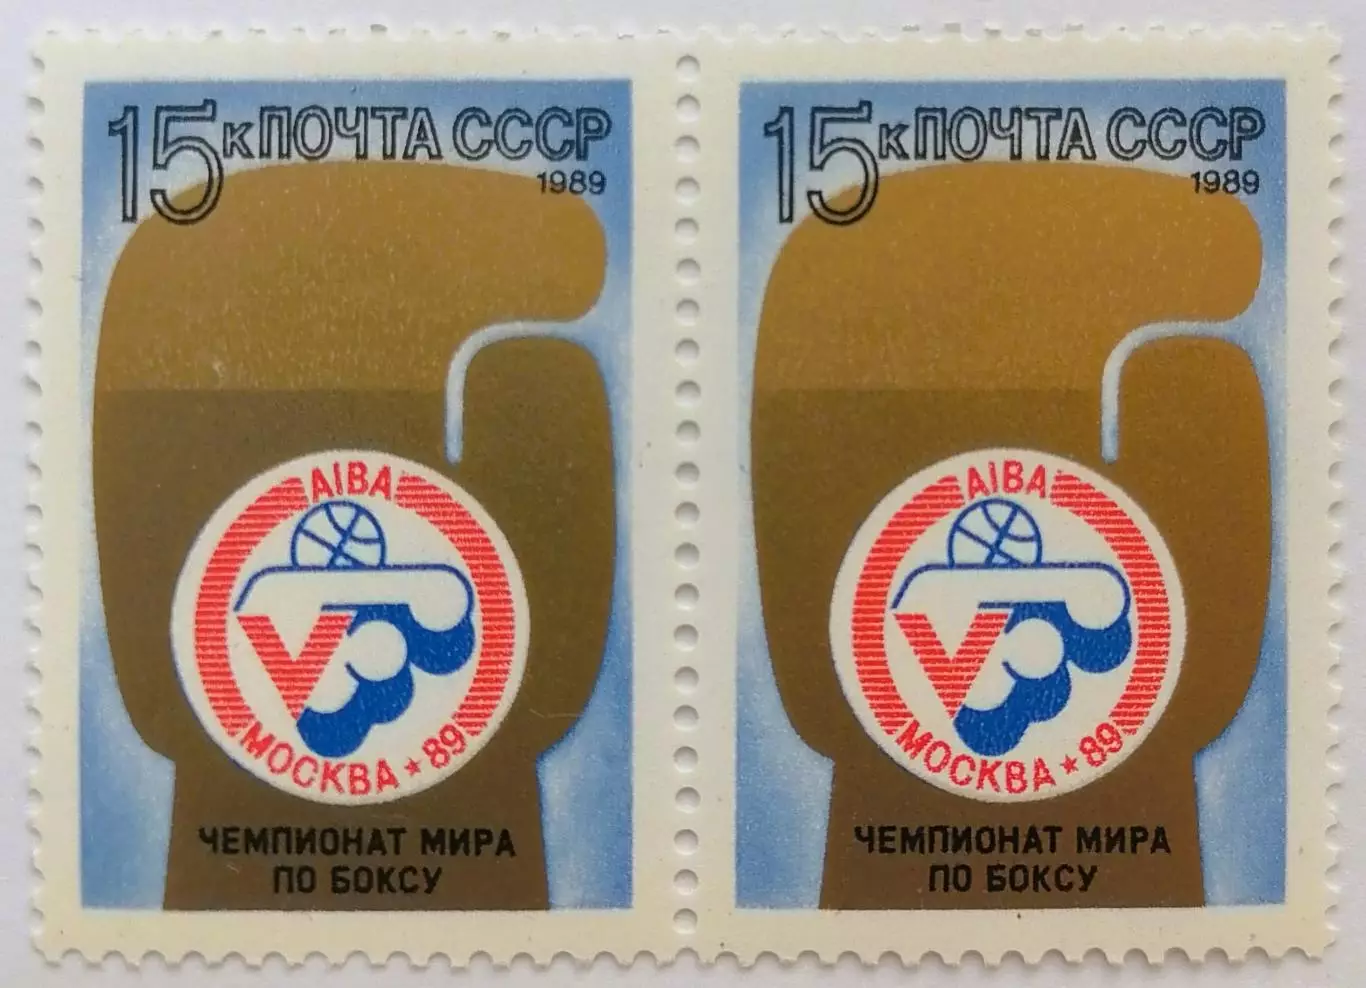 15к ПОЧТА СССР
1989
AIBA
V
МОСКВА ★ 89
ЧЕМПИОНАТ МИРА
ПО БОКСУ
15к ПОЧТА СССР
1989
AIBA
V
МОСКВА ★ 89
ЧЕМПИОНАТ МИРА
ПО БОКСУ